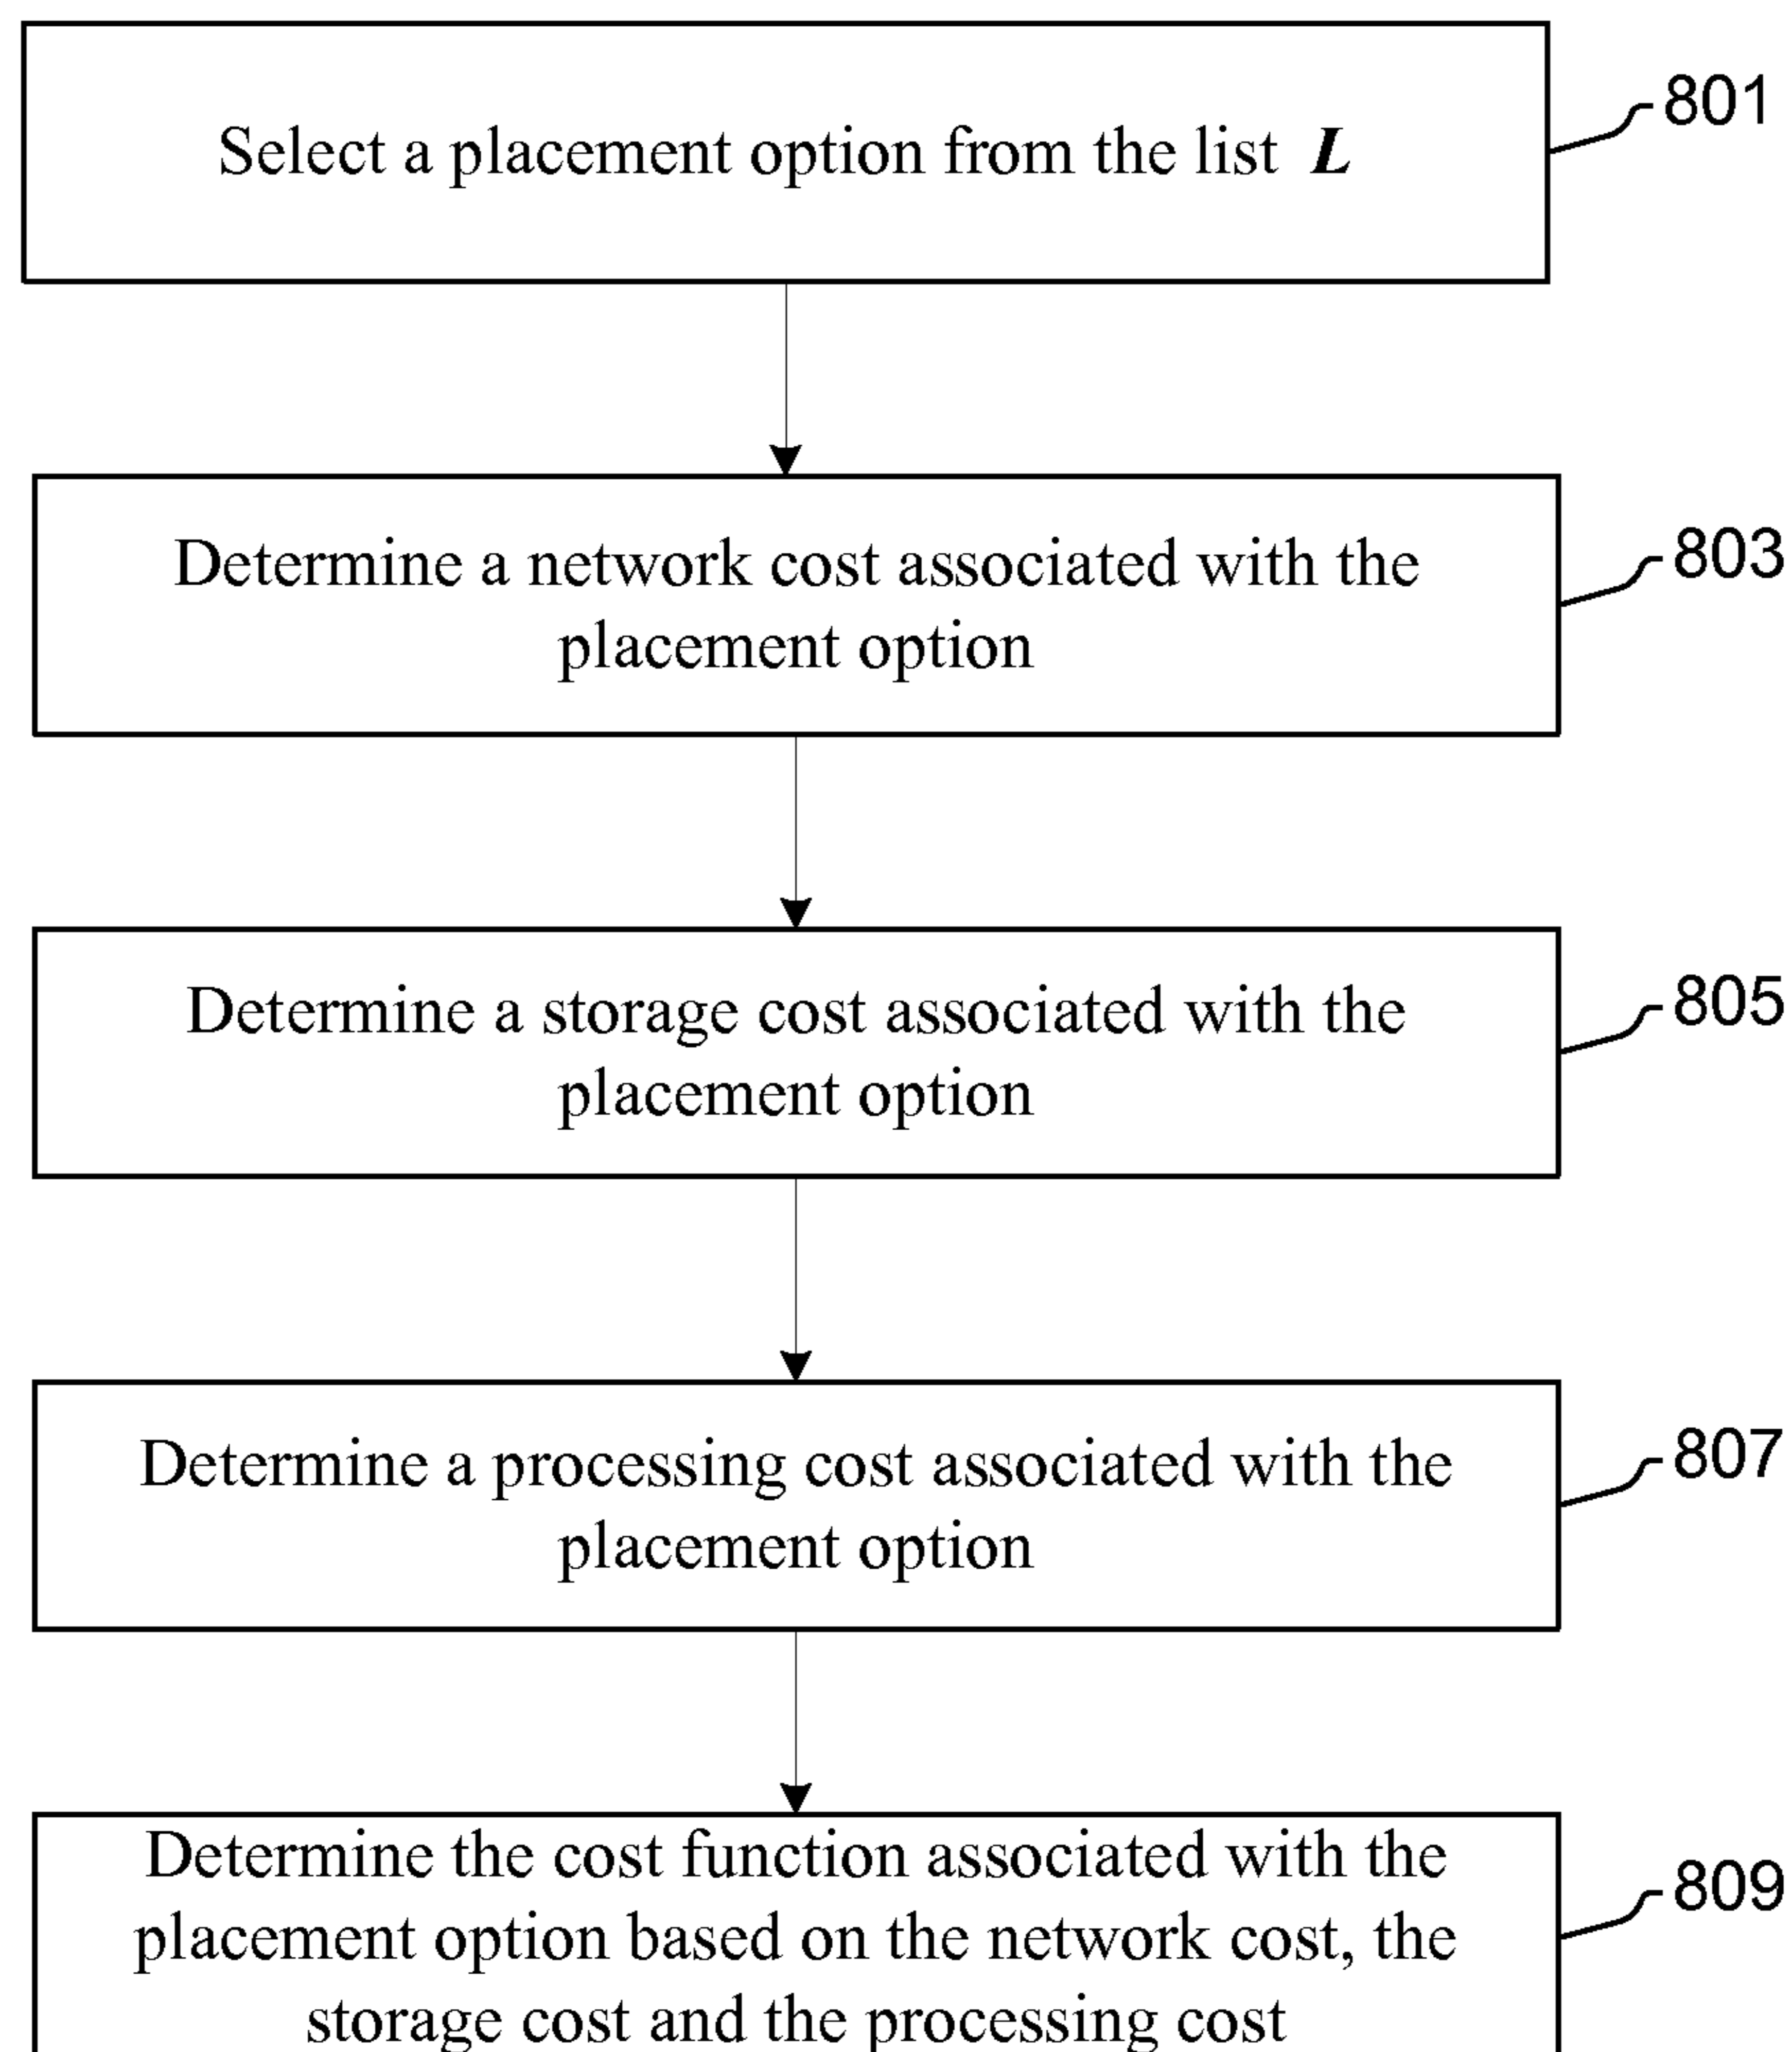 Select a placement option from the list L
801
Determine a network cost associated with the
placement option
803
Determine a storage cost associated with the
placement option
805
Determine a processing cost associated with the
placement option
807
Determine the cost function associated with the
placement option based on the network cost, the
storage cost and the processing cost
809